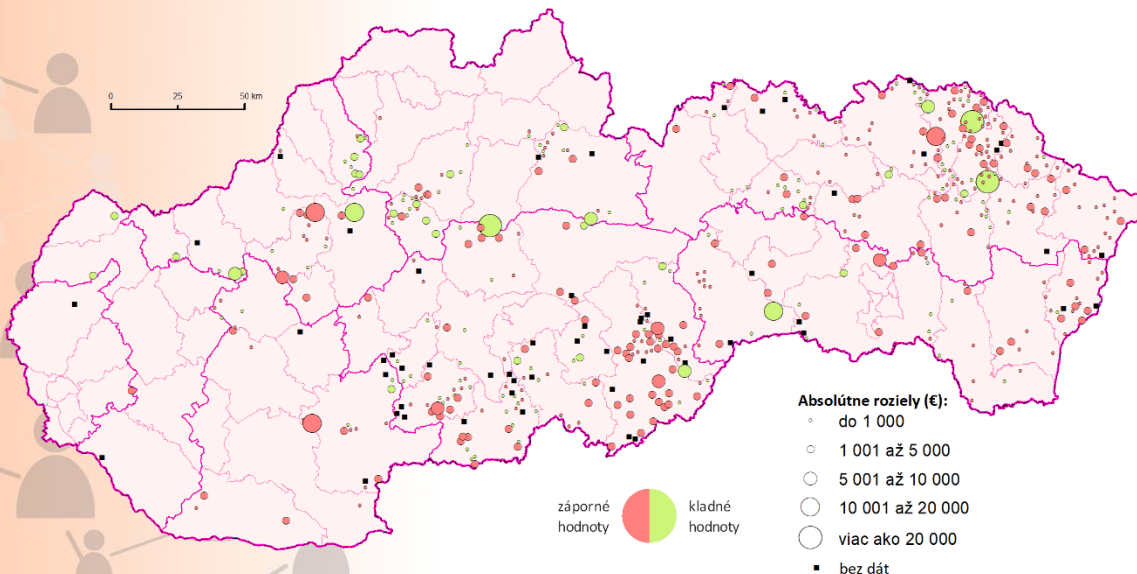 0 25 50 km
Absolútne roziely (€):
do 1 000
1 001 až 5 000
5 001 až 10 000
10 001 až 20 000
viac ako 20 000
bez dát
záporné hodnoty
kladné hodnoty